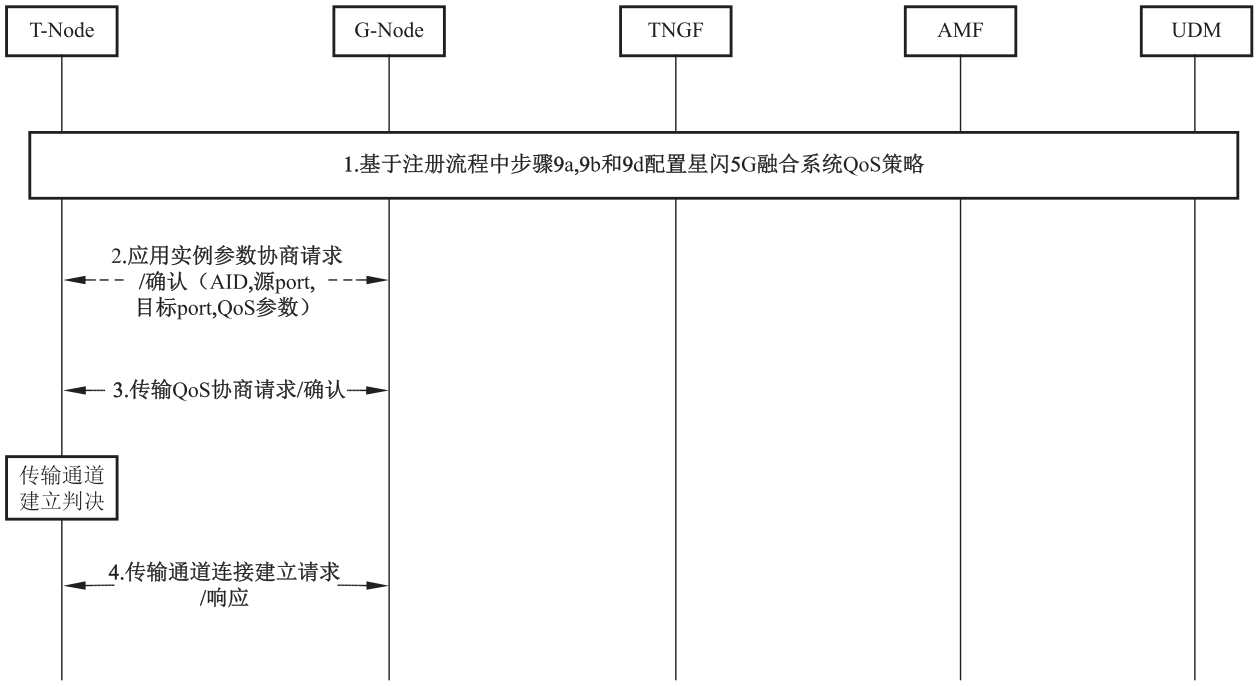 T-Node
G-Node
TNGF
AMF
UDM
1.基于注册流程中步骤9a,9b和9d配置星闪5G融合系统QoS策略
2.应用实例参数协商请求
/确认（AID,源port,
目标port,QoS参数）
3.传输QoS协商请求/确认
传输通道
建立判决
4.传输通道连接建立请求
/响应